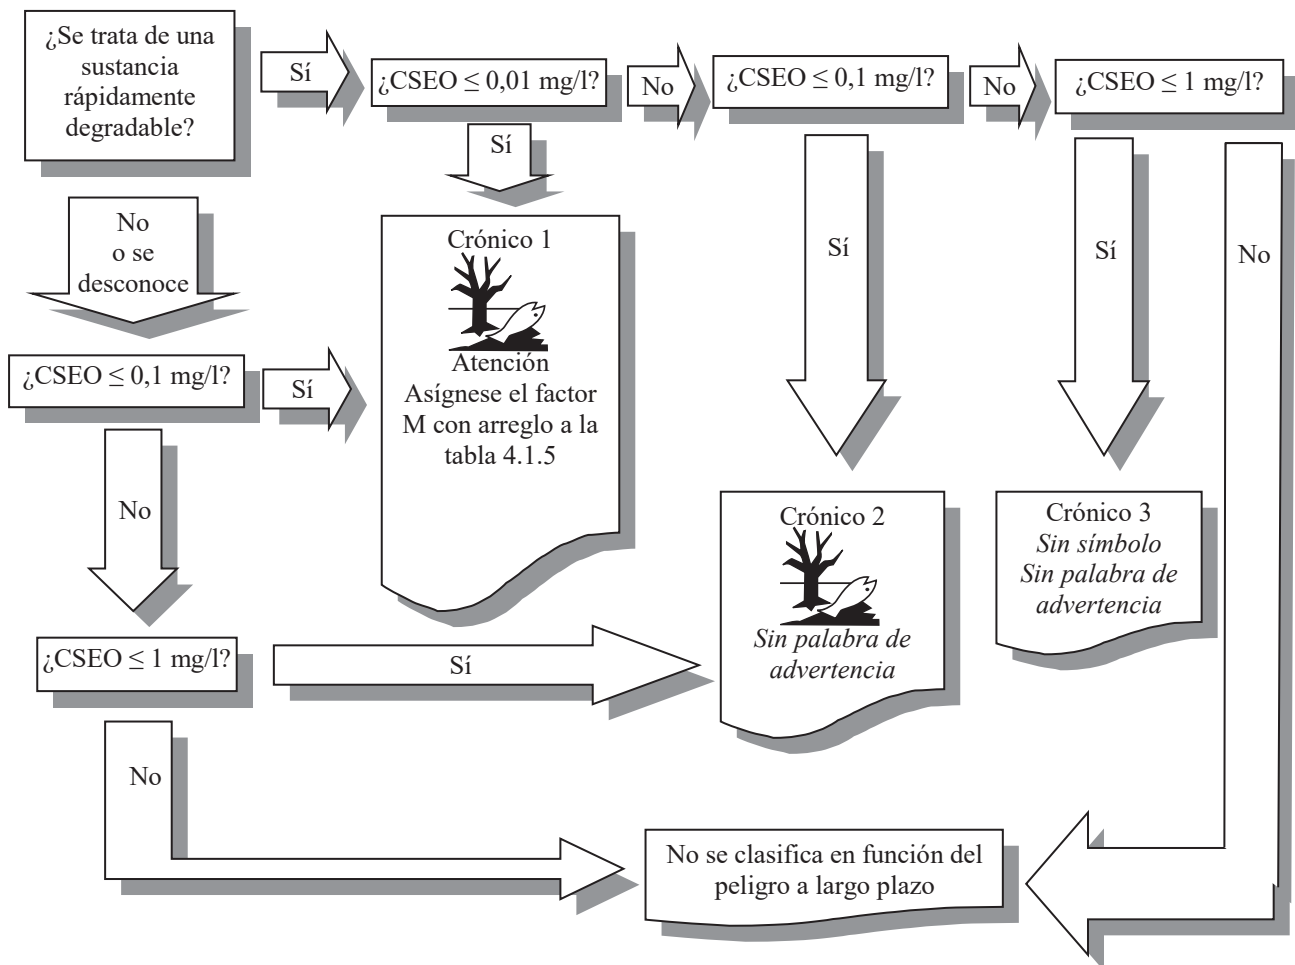 ¿Se trata de una
sustancia
rápidamente
degradable?
Sí
¿CSEO ≤ 0,01 mg/l?
No
¿CSEO ≤ 0,1 mg/l?
No
¿CSEO ≤ 1 mg/l?
Sí
No
o se
desconoce
Crónico 1
Atención
Asígnese el factor
M con arreglo a la
tabla 4.1.5
Sí
Sí
No
¿CSEO ≤ 0,1 mg/l?
Sí
No
Crónico 2
Sin palabra de
advertencia
Crónico 3
Sin símbolo
Sin palabra de
advertencia
¿CSEO ≤ 1 mg/l?
Sí
No
No se clasifica en función del
peligro a largo plazo